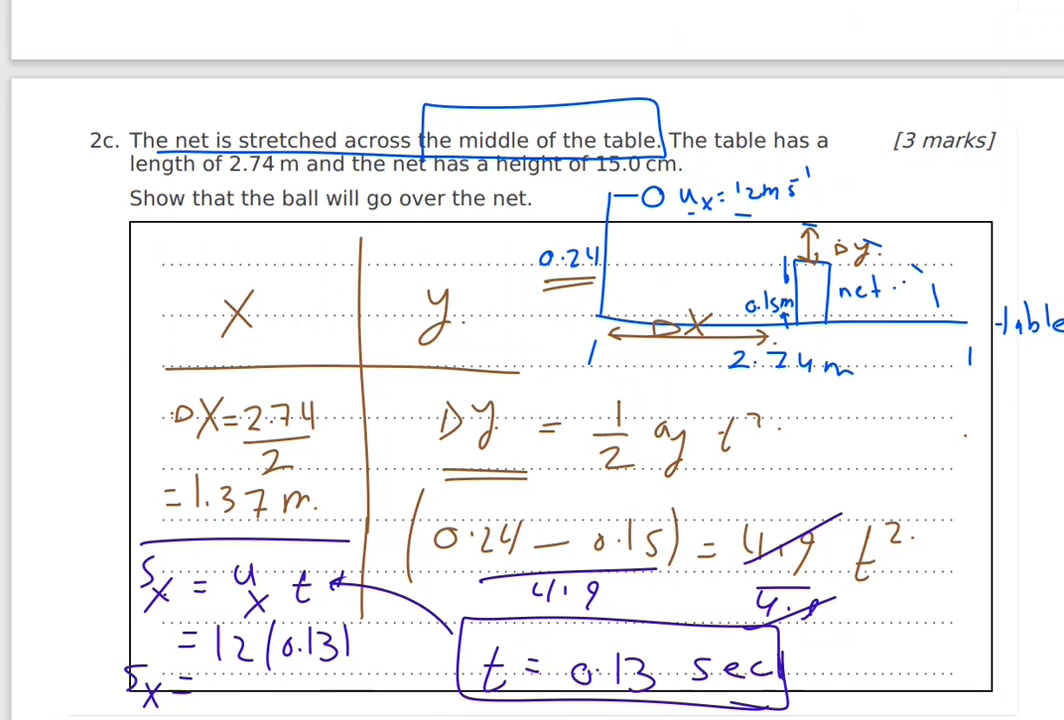 2c. The net is stretched across the middle of the table. The table has a [3 marks]
length of 2.74 m and the net has a height of 15.0 cm.
Show that the ball will go over the net.
u_x = 12 m s⁻¹
0.24
Δy
net
0.15m
table
Δx
2.74 m
x
y
Δx = 2.74/2
Δy = 1/2 ay t².
= 1.37 m.
(0.24 - 0.15) = 4.9 t².
4.9 4.9
s_x = u_x t
= 12 (0.13)
t = 0.13 sec
s_x =